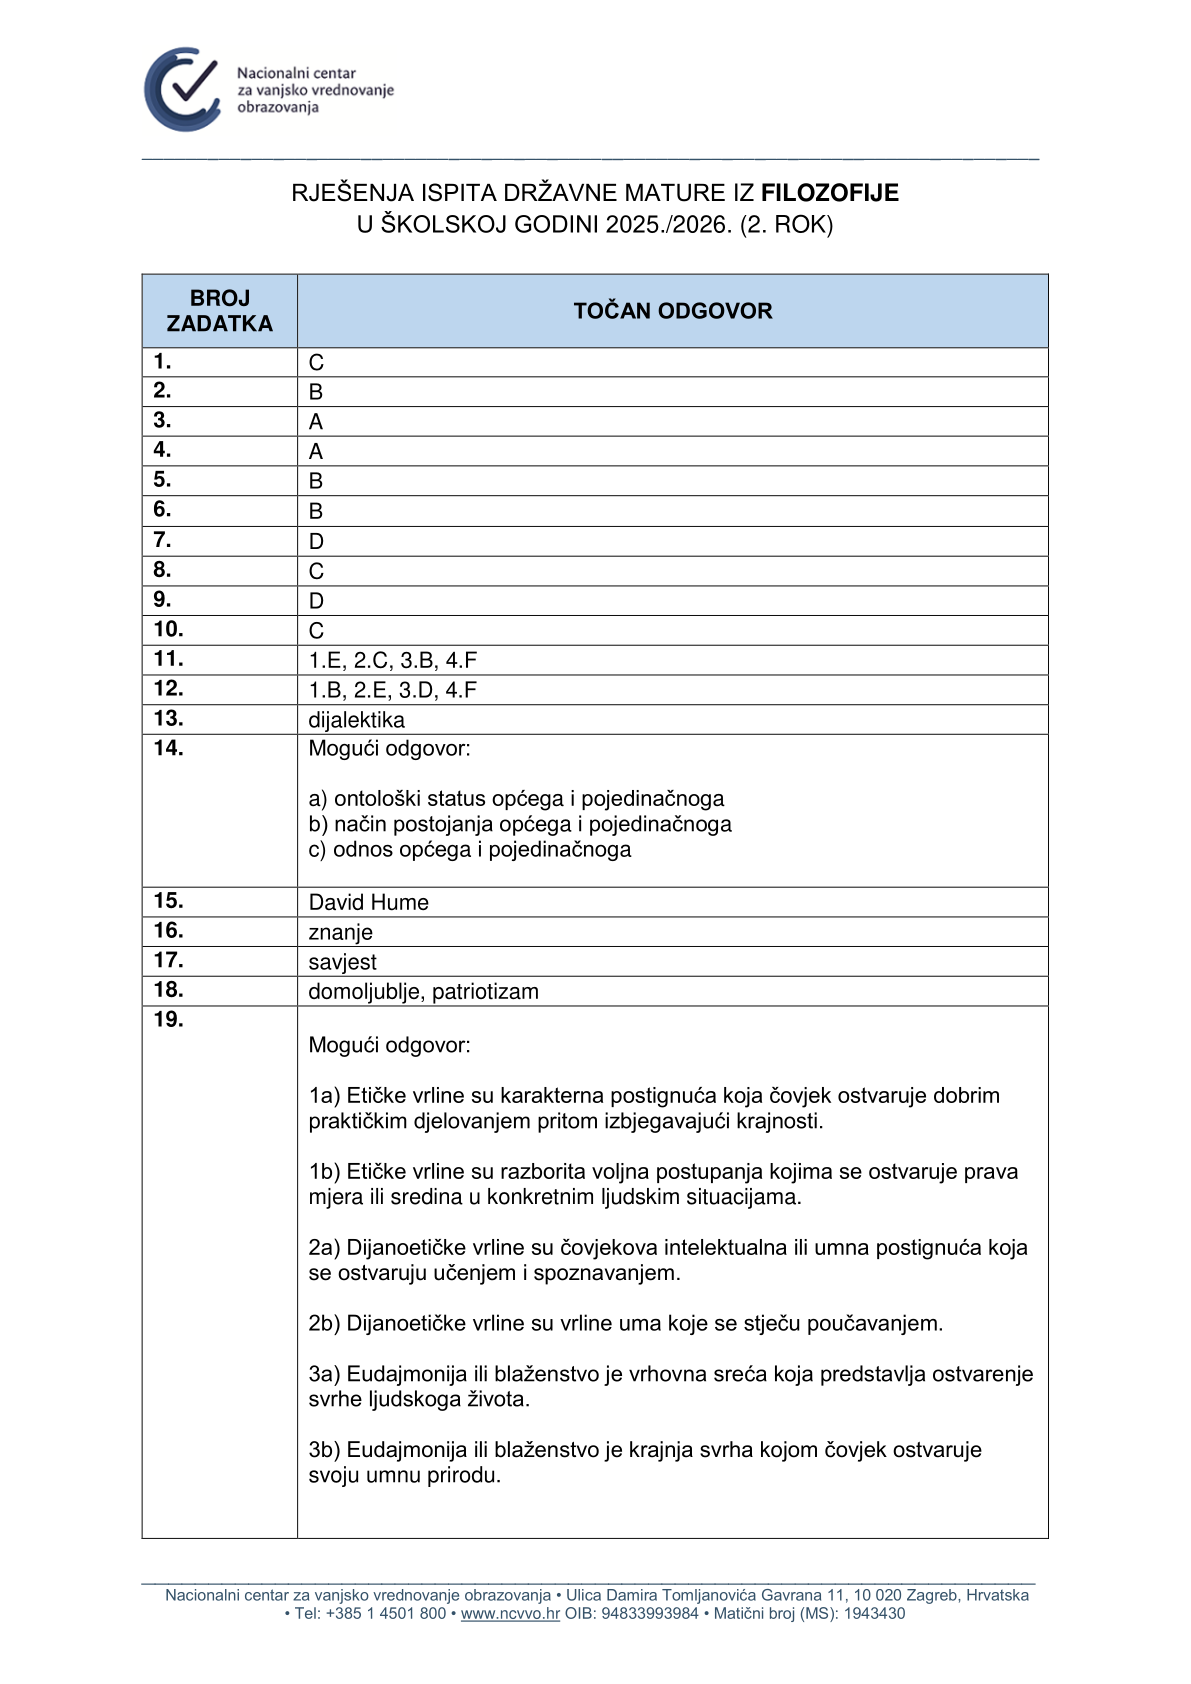 Nacionalni centar
za vanjsko vrednovanje
obrazovanja
RJEŠENJA ISPITA DRŽAVNE MATURE IZ FILOZOFIJE
U ŠKOLSKOJ GODINI 2025./2026. (2. ROK)
BROJ
ZADATKA
TOČAN ODGOVOR
1. C
2. B
3. A
4. A
5. B
6. B
7. D
8. C
9. D
10. C
11. 1.E, 2.C, 3.B, 4.F
12. 1.B, 2.E, 3.D, 4.F
13. dijalektika
14. Mogući odgovor:
a) ontološki status općega i pojedinačnoga
b) način postojanja općega i pojedinačnoga
c) odnos općega i pojedinačnoga
15. David Hume
16. znanje
17. savjest
18. domoljublje, patriotizam
19.
Mogući odgovor:
1a) Etičke vrline su karakterna postignuća koja čovjek ostvaruje dobrim
praktičkim djelovanjem pritom izbjegavajući krajnosti.
1b) Etičke vrline su razborita voljna postupanja kojima se ostvaruje prava
mjera ili sredina u konkretnim ljudskim situacijama.
2a) Dijanoetičke vrline su čovjekova intelektualna ili umna postignuća koja
se ostvaruju učenjem i spoznavanjem.
2b) Dijanoetičke vrline su vrline uma koje se stječu poučavanjem.
3a) Eudajmonija ili blaženstvo je vrhovna sreća koja predstavlja ostvarenje
svrhe ljudskoga života.
3b) Eudajmonija ili blaženstvo je krajnja svrha kojom čovjek ostvaruje
svoju umnu prirodu.
Nacionalni centar za vanjsko vrednovanje obrazovanja • Ulica Damira Tomljanovića Gavrana 11, 10 020 Zagreb, Hrvatska
• Tel: +385 1 4501 800 • www.ncvvo.hr OIB: 94833993984 • Matični broj (MS): 1943430